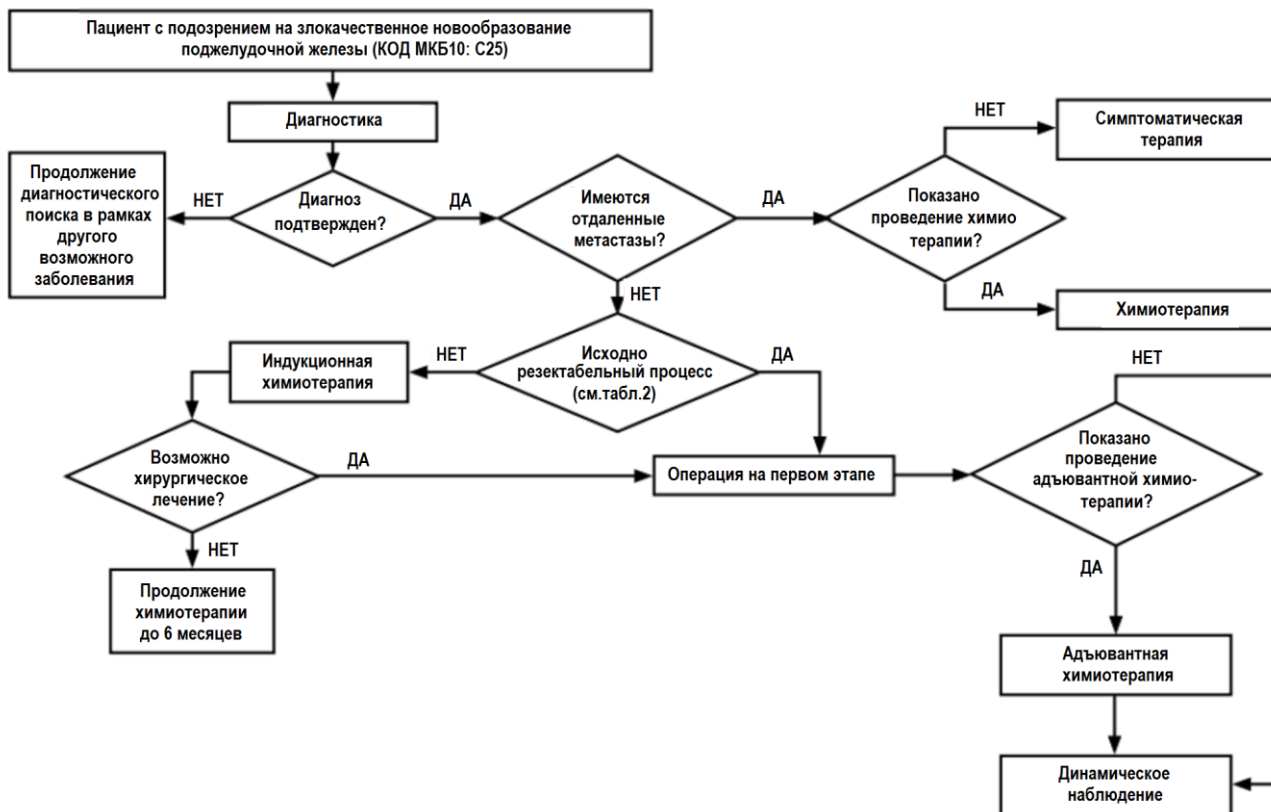 Пациент с подозрением на злокачественное новообразование
поджелудочной железы (КОД МКБ10: С25)
Диагностика
Диагноз
подтвержден?
НЕТ
Продолжение
диагностического
поиска в рамках
другого
возможного
заболевания
ДА
Имеются
отдаленные
метастазы?
ДА
Показано
проведение химио
терапии?
НЕТ
Симптоматическая
терапия
ДА
Химиотерапия
НЕТ
Исходно
резектабельный процесс
(см.табл.2)
НЕТ
Индукционная
химиотерапия
ДА
Возможно
хирургическое
лечение?
ДА
Операция на первом этапе
НЕТ
Продолжение
химиотерапии
до 6 месяцев
Показано
проведение
адъювантной химио-
терапии?
НЕТ
ДА
Адъювантная
химиотерапия
Динамическое
наблюдение